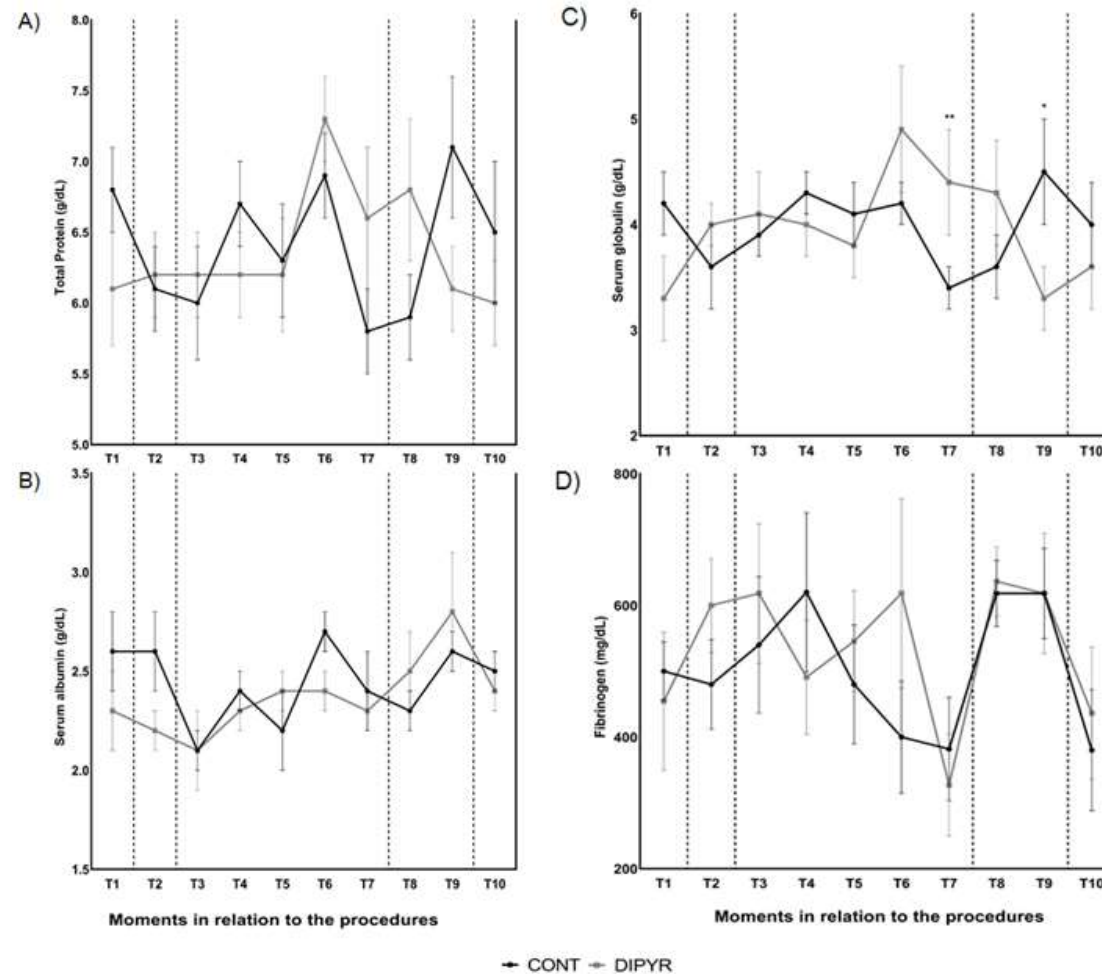 A)
8.0
7.5
7.0
6.5
6.0
5.5
5.0
Total Protein (g/dL)
T1 T2 T3 T4 T5 T6 T7 T8 T9 T10
C)
6
5
4
3
2
Serum globulin (g/dL)
**
*
T1 T2 T3 T4 T5 T6 T7 T8 T9 T10
B)
3.5
3.0
2.5
2.0
1.5
Serum albumin (g/dL)
T1 T2 T3 T4 T5 T6 T7 T8 T9 T10
Moments in relation to the procedures
D)
800
600
400
200
Fibrinogen (mg/dL)
T1 T2 T3 T4 T5 T6 T7 T8 T9 T10
Moments in relation to the procedures
CONT DIPYR